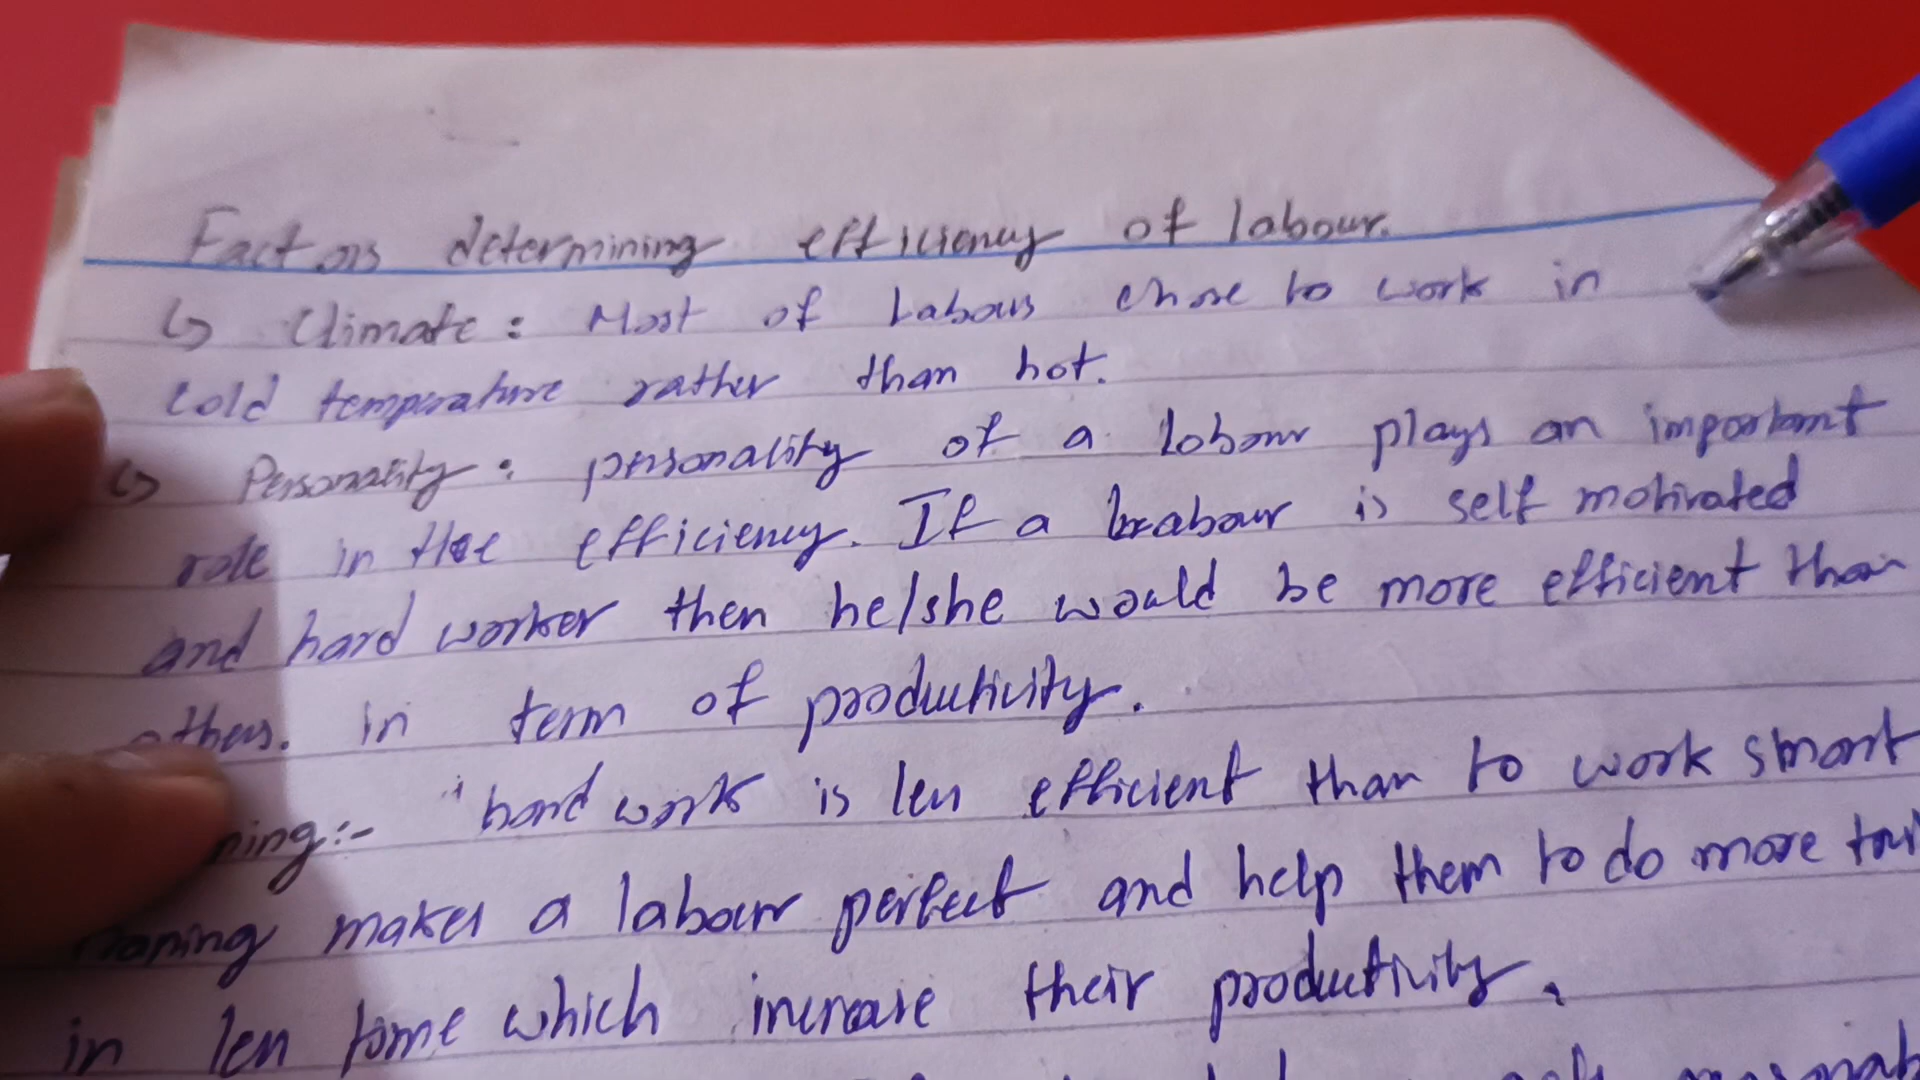 Factors determining efficiency of labour.
↳ Climate: Most of labour chose to work in
cold temperature rather than hot.
↳ Personality: personality of a labour plays an important
role in the efficiency. If a labour is self motivated
and hard worker then he/she would be more efficient than
others. in term of productivity.
ning:- "hard work is less efficient than to work smart
makes a labour perfect and help them to do more
in less time which increase their productivity.